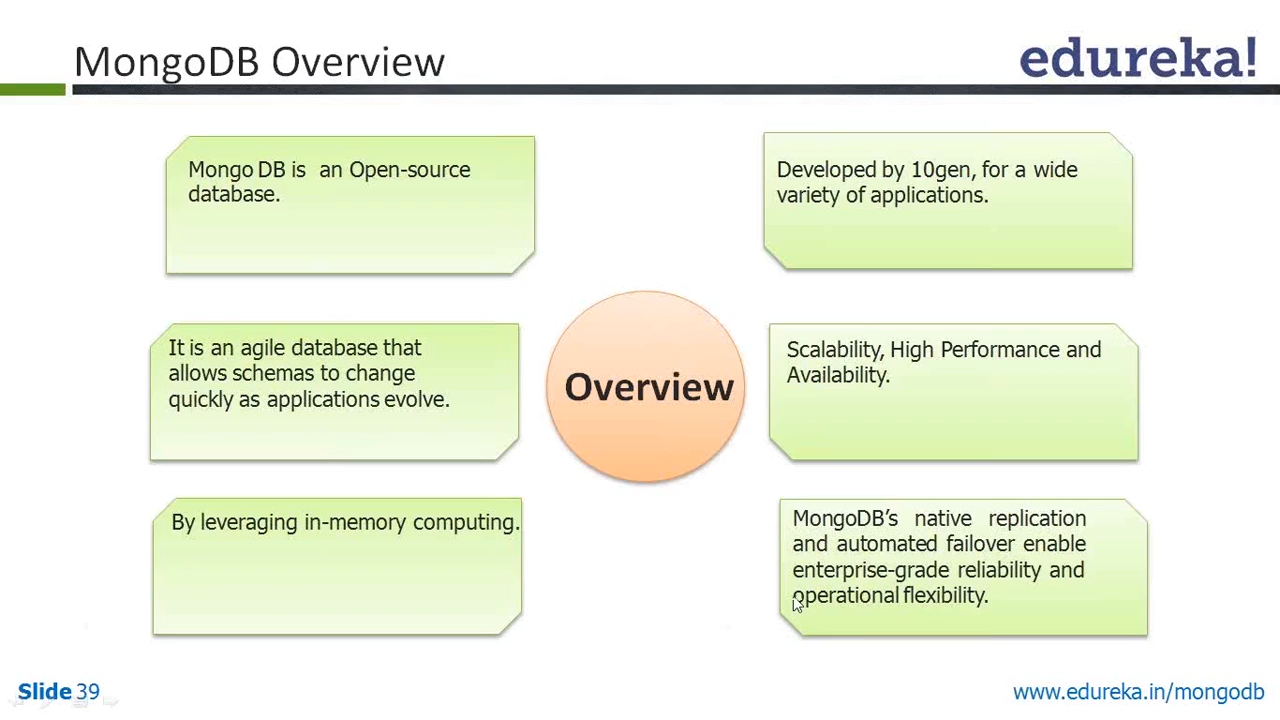 MongoDB Overview
edureka!
Mongo DB is an Open-source
database.
Developed by 10gen, for a wide
variety of applications.
It is an agile database that
allows schemas to change
quickly as applications evolve.
Overview
Scalability, High Performance and
Availability.
By leveraging in-memory computing.
MongoDB’s native replication
and automated failover enable
enterprise-grade reliability and
operational flexibility.
Slide 39
www.edureka.in/mongodb